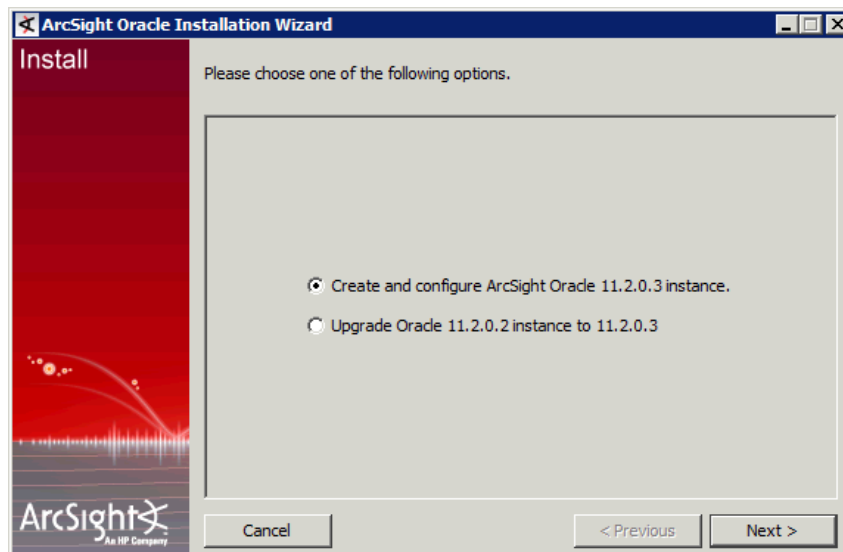 ArcSight Oracle Installation Wizard
Install
Please choose one of the following options.
Create and configure ArcSight Oracle 11.2.0.3 instance.
Upgrade Oracle 11.2.0.2 instance to 11.2.0.3
ArcSight
An HP Company
Cancel
< Previous
Next >